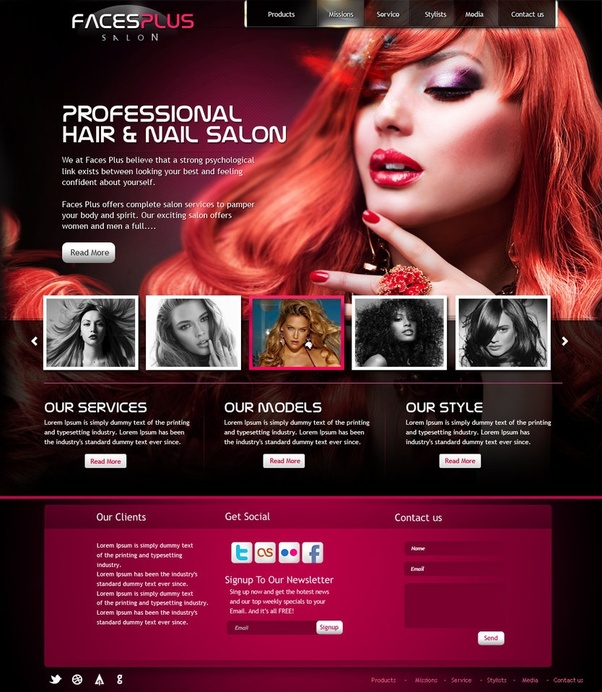 FACESPLUS
SALON
Products Missions Service Stylists Media Contact us
PROFESSIONAL
HAIR & NAIL SALON
We at Faces Plus believe that a strong psychological
link exists between looking your best and feeling
confident about yourself.
Faces Plus offers complete salon services to pamper
your body and spirit. Our exciting salon offers
women and men a full....
Read More
OUR SERVICES
Lorem Ipsum is simply dummy text of the printing
and typesetting industry. Lorem Ipsum has been
the industry's standard dummy text ever since.
Read More
OUR MODELS
Lorem Ipsum is simply dummy text of the printing
and typesetting industry. Lorem Ipsum has been
the industry's standard dummy text ever since.
Read More
OUR STYLE
Lorem Ipsum is simply dummy text of the printing
and typesetting industry. Lorem Ipsum has been
the industry's standard dummy text ever since.
Read More
Our Clients
Lorem Ipsum is simply dummy text
of the printing and typesetting
industry.
Lorem Ipsum has been the industry's
standard dummy text ever since.
Lorem Ipsum is simply dummy text
of the printing and typesetting industry.
Lorem Ipsum has been the industry's
standard dummy text ever since.
Get Social
t as f
Signup To Our Newsletter
Sign up now and get the hotest news
and our top weekly specials to your
Email. And it's all FREE!
Email Signup
Contact us
Name
Email
Send
g
Products - Missions - Service - Stylists - Media - Contact us